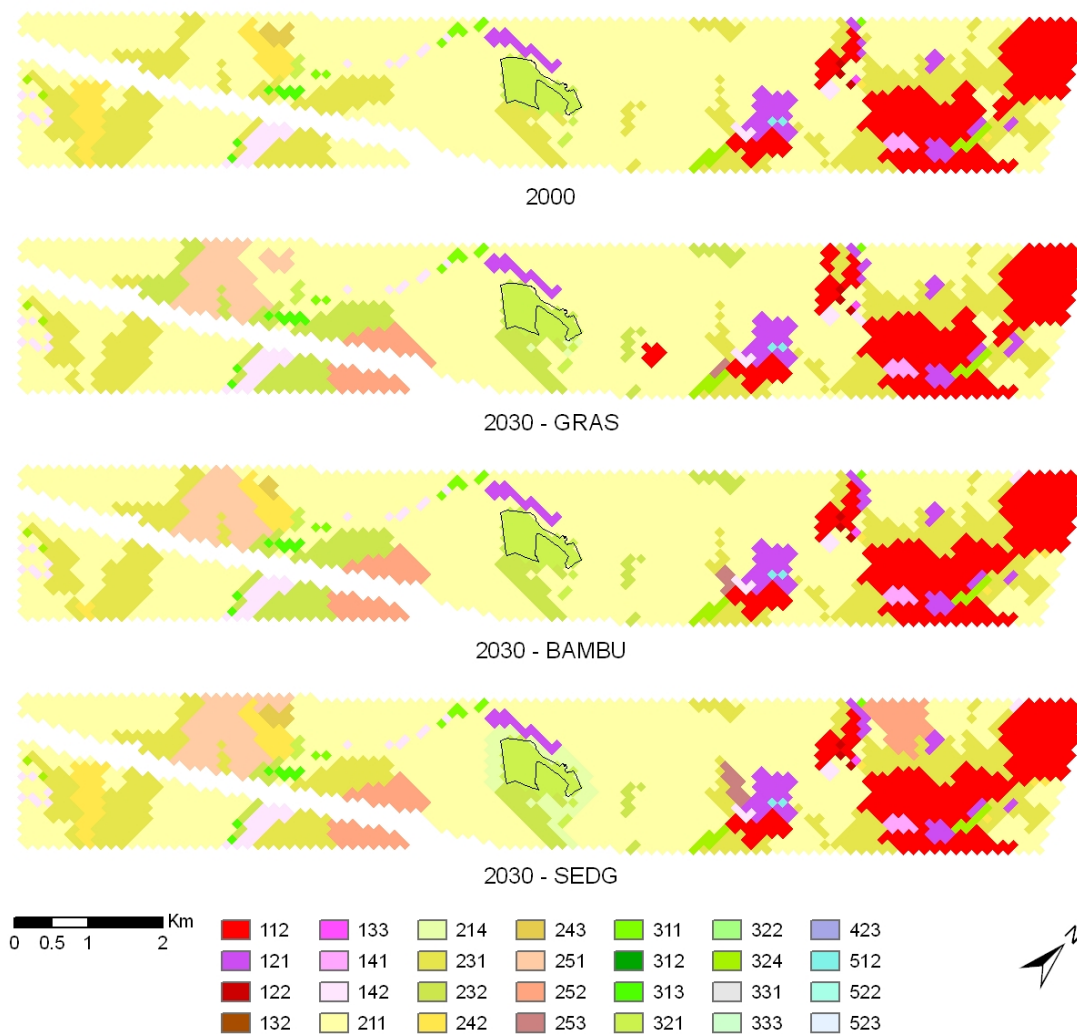 2000
2030 - GRAS
2030 - BAMBU
2030 - SEDG
Km
0 0.5 1 2
112 133 214 243 311 322 423
121 141 231 251 312 324 512
122 142 232 252 313 331 522
132 211 242 253 321 333 523
N